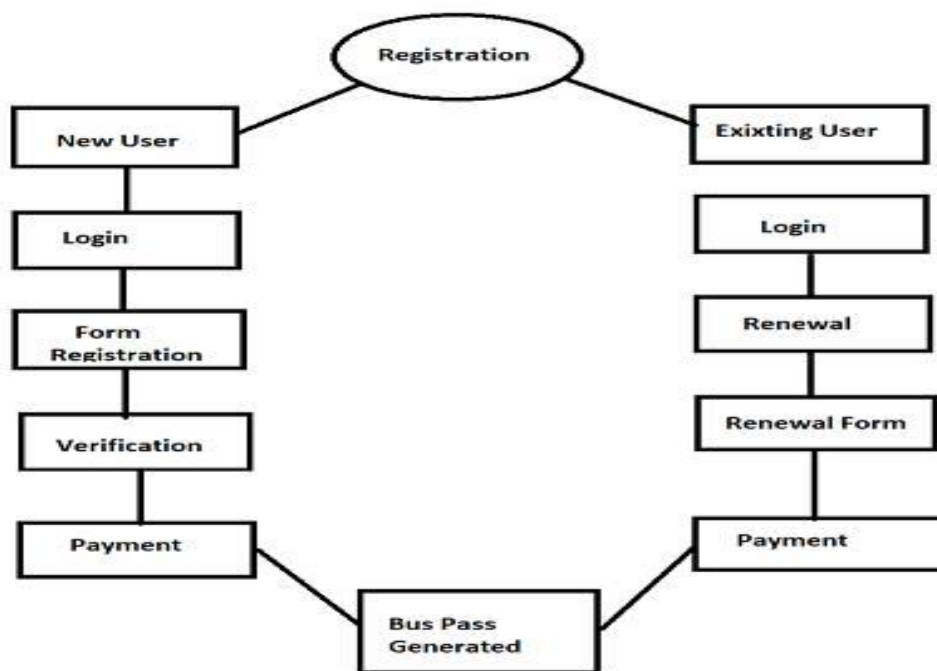 Registration
New User
Exixting User
Login
Login
Form
Registration
Renewal
Verification
Renewal Form
Payment
Payment
Bus Pass
Generated